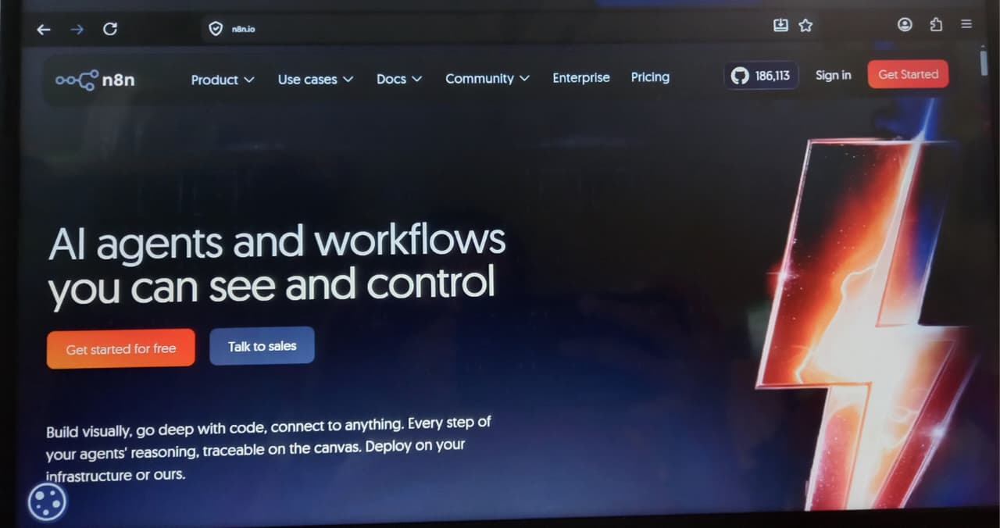 n8n.io
n8n
Product
Use cases
Docs
Community
Enterprise
Pricing
186,113
Sign in
Get Started
AI agents and workflows
you can see and control
Get started for free
Talk to sales
Build visually, go deep with code, connect to anything. Every step of
your agents' reasoning, traceable on the canvas. Deploy on your
infrastructure or ours.